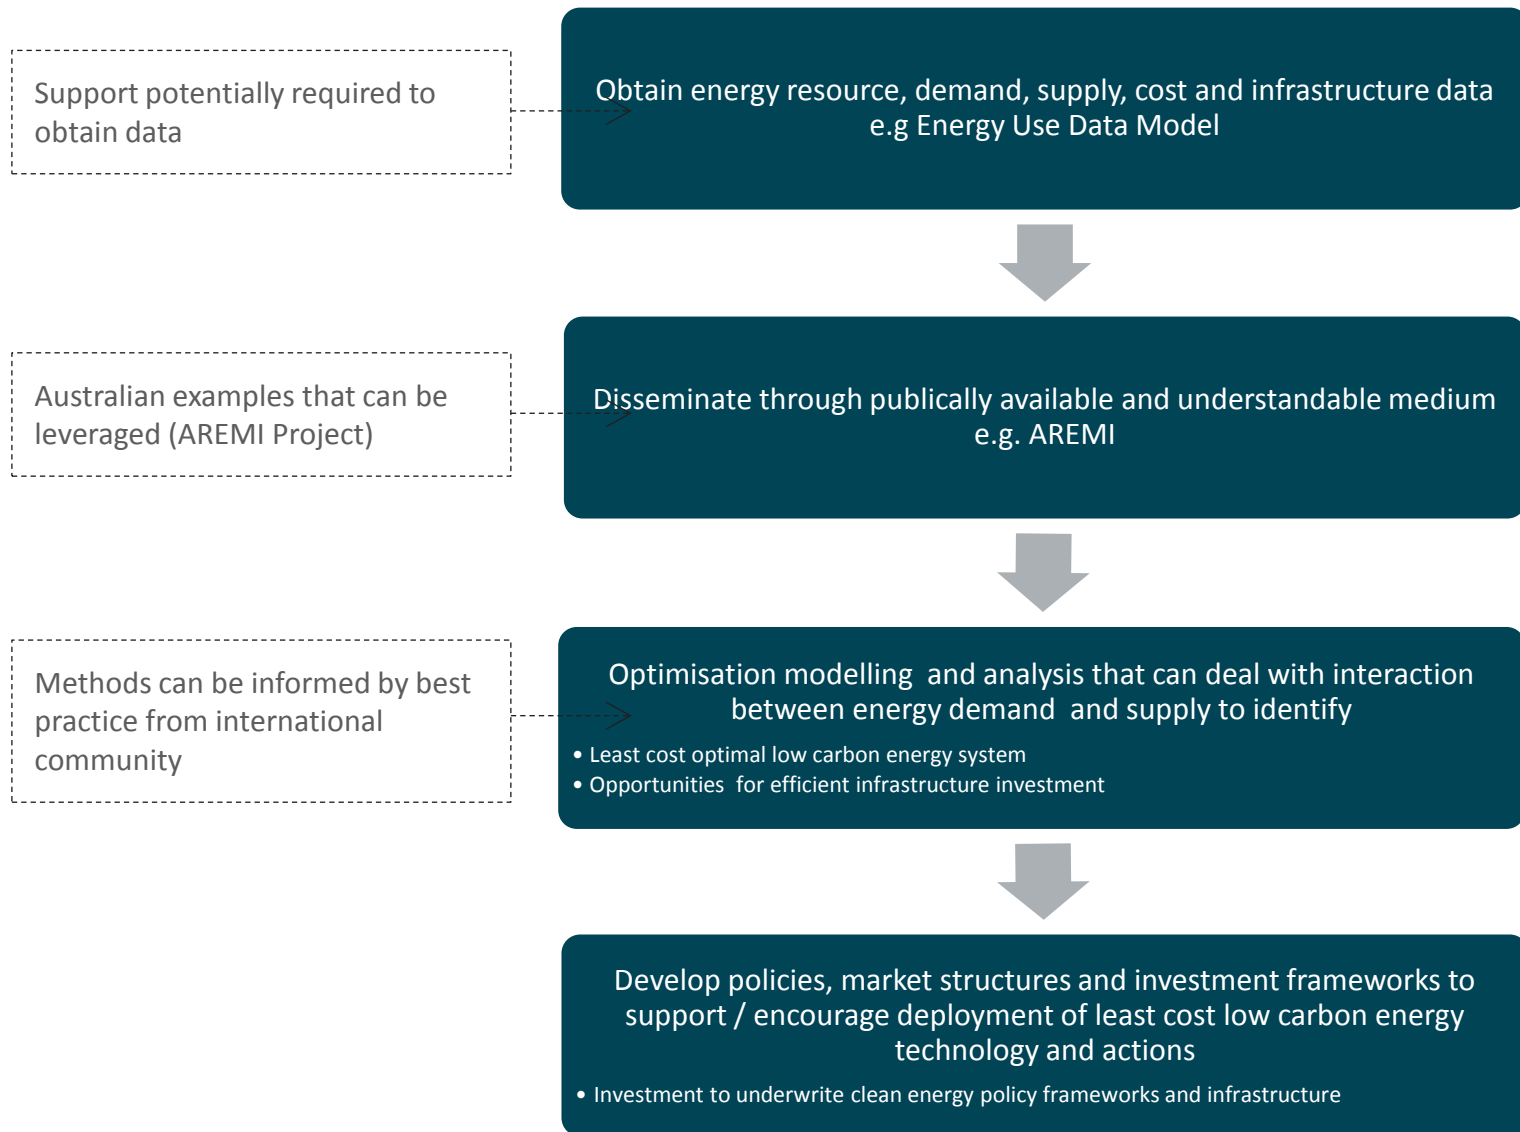 Support potentially required to
obtain data
Obtain energy resource, demand, supply, cost and infrastructure data
e.g Energy Use Data Model
Australian examples that can be
leveraged (AREMI Project)
Disseminate through publically available and understandable medium
e.g. AREMI
Methods can be informed by best
practice from international
community
Optimisation modelling and analysis that can deal with interaction
between energy demand and supply to identify
• Least cost optimal low carbon energy system
• Opportunities for efficient infrastructure investment
Develop policies, market structures and investment frameworks to
support / encourage deployment of least cost low carbon energy
technology and actions
• Investment to underwrite clean energy policy frameworks and infrastructure